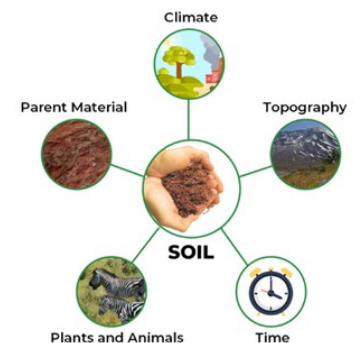 Climate
Parent Material
Topography
SOIL
Plants and Animals
Time